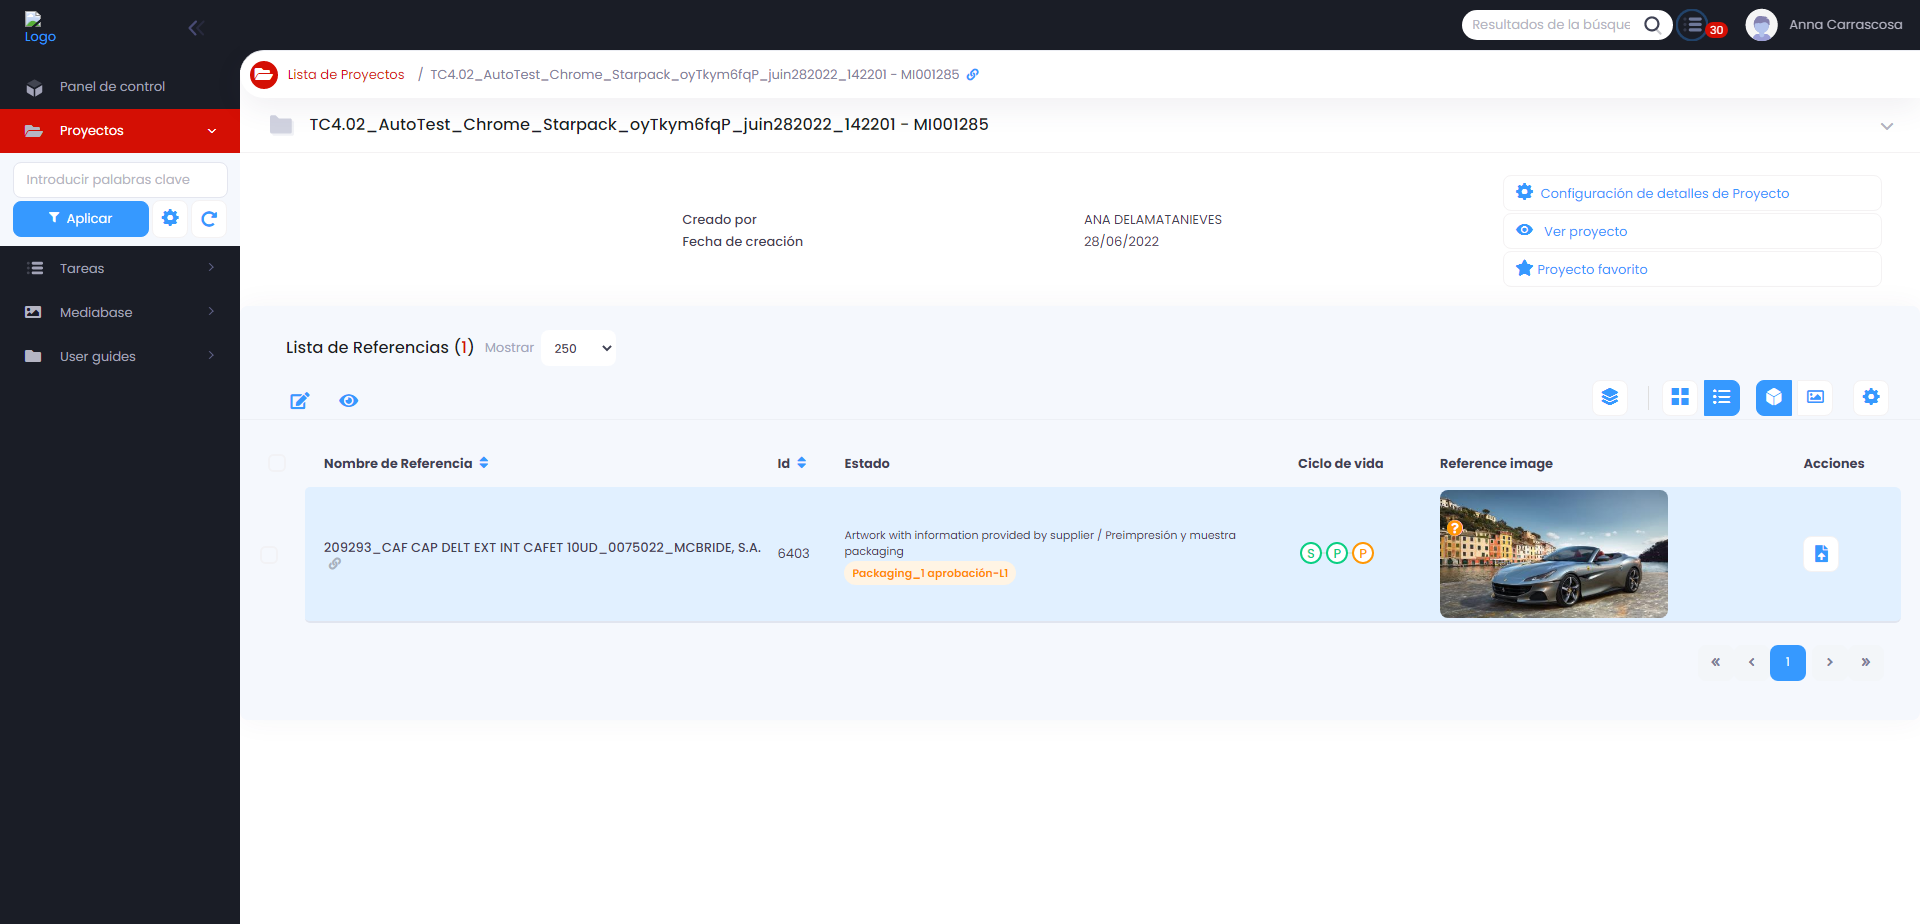 Logo
Resultados de la búsque
30
Anna Carrascosa
Panel de control
Proyectos
Introducir palabras clave
Aplicar
Tareas
Mediabase
User guides
Lista de Proyectos / TC4.02_AutoTest_Chrome_Starpack_oyTkym6fqP_juin282022_142201 - MI001285
TC4.02_AutoTest_Chrome_Starpack_oyTkym6fqP_juin282022_142201 - MI001285
Creado por ANA DELAMATANIEVES
Fecha de creación 28/06/2022
Configuración de detalles de Proyecto
Ver proyecto
Proyecto favorito
Lista de Referencias (1) Mostrar 250
Nombre de Referencia Id Estado Ciclo de vida Reference image Acciones
209293_CAF CAP DELT EXT INT CAFET 10UD_0075022_MCBRIDE, S.A.
6403
Artwork with information provided by supplier / Preimpresión y muestra
packaging
Packaging_1 aprobación-L1
S P P
?
« ‹ 1 › »